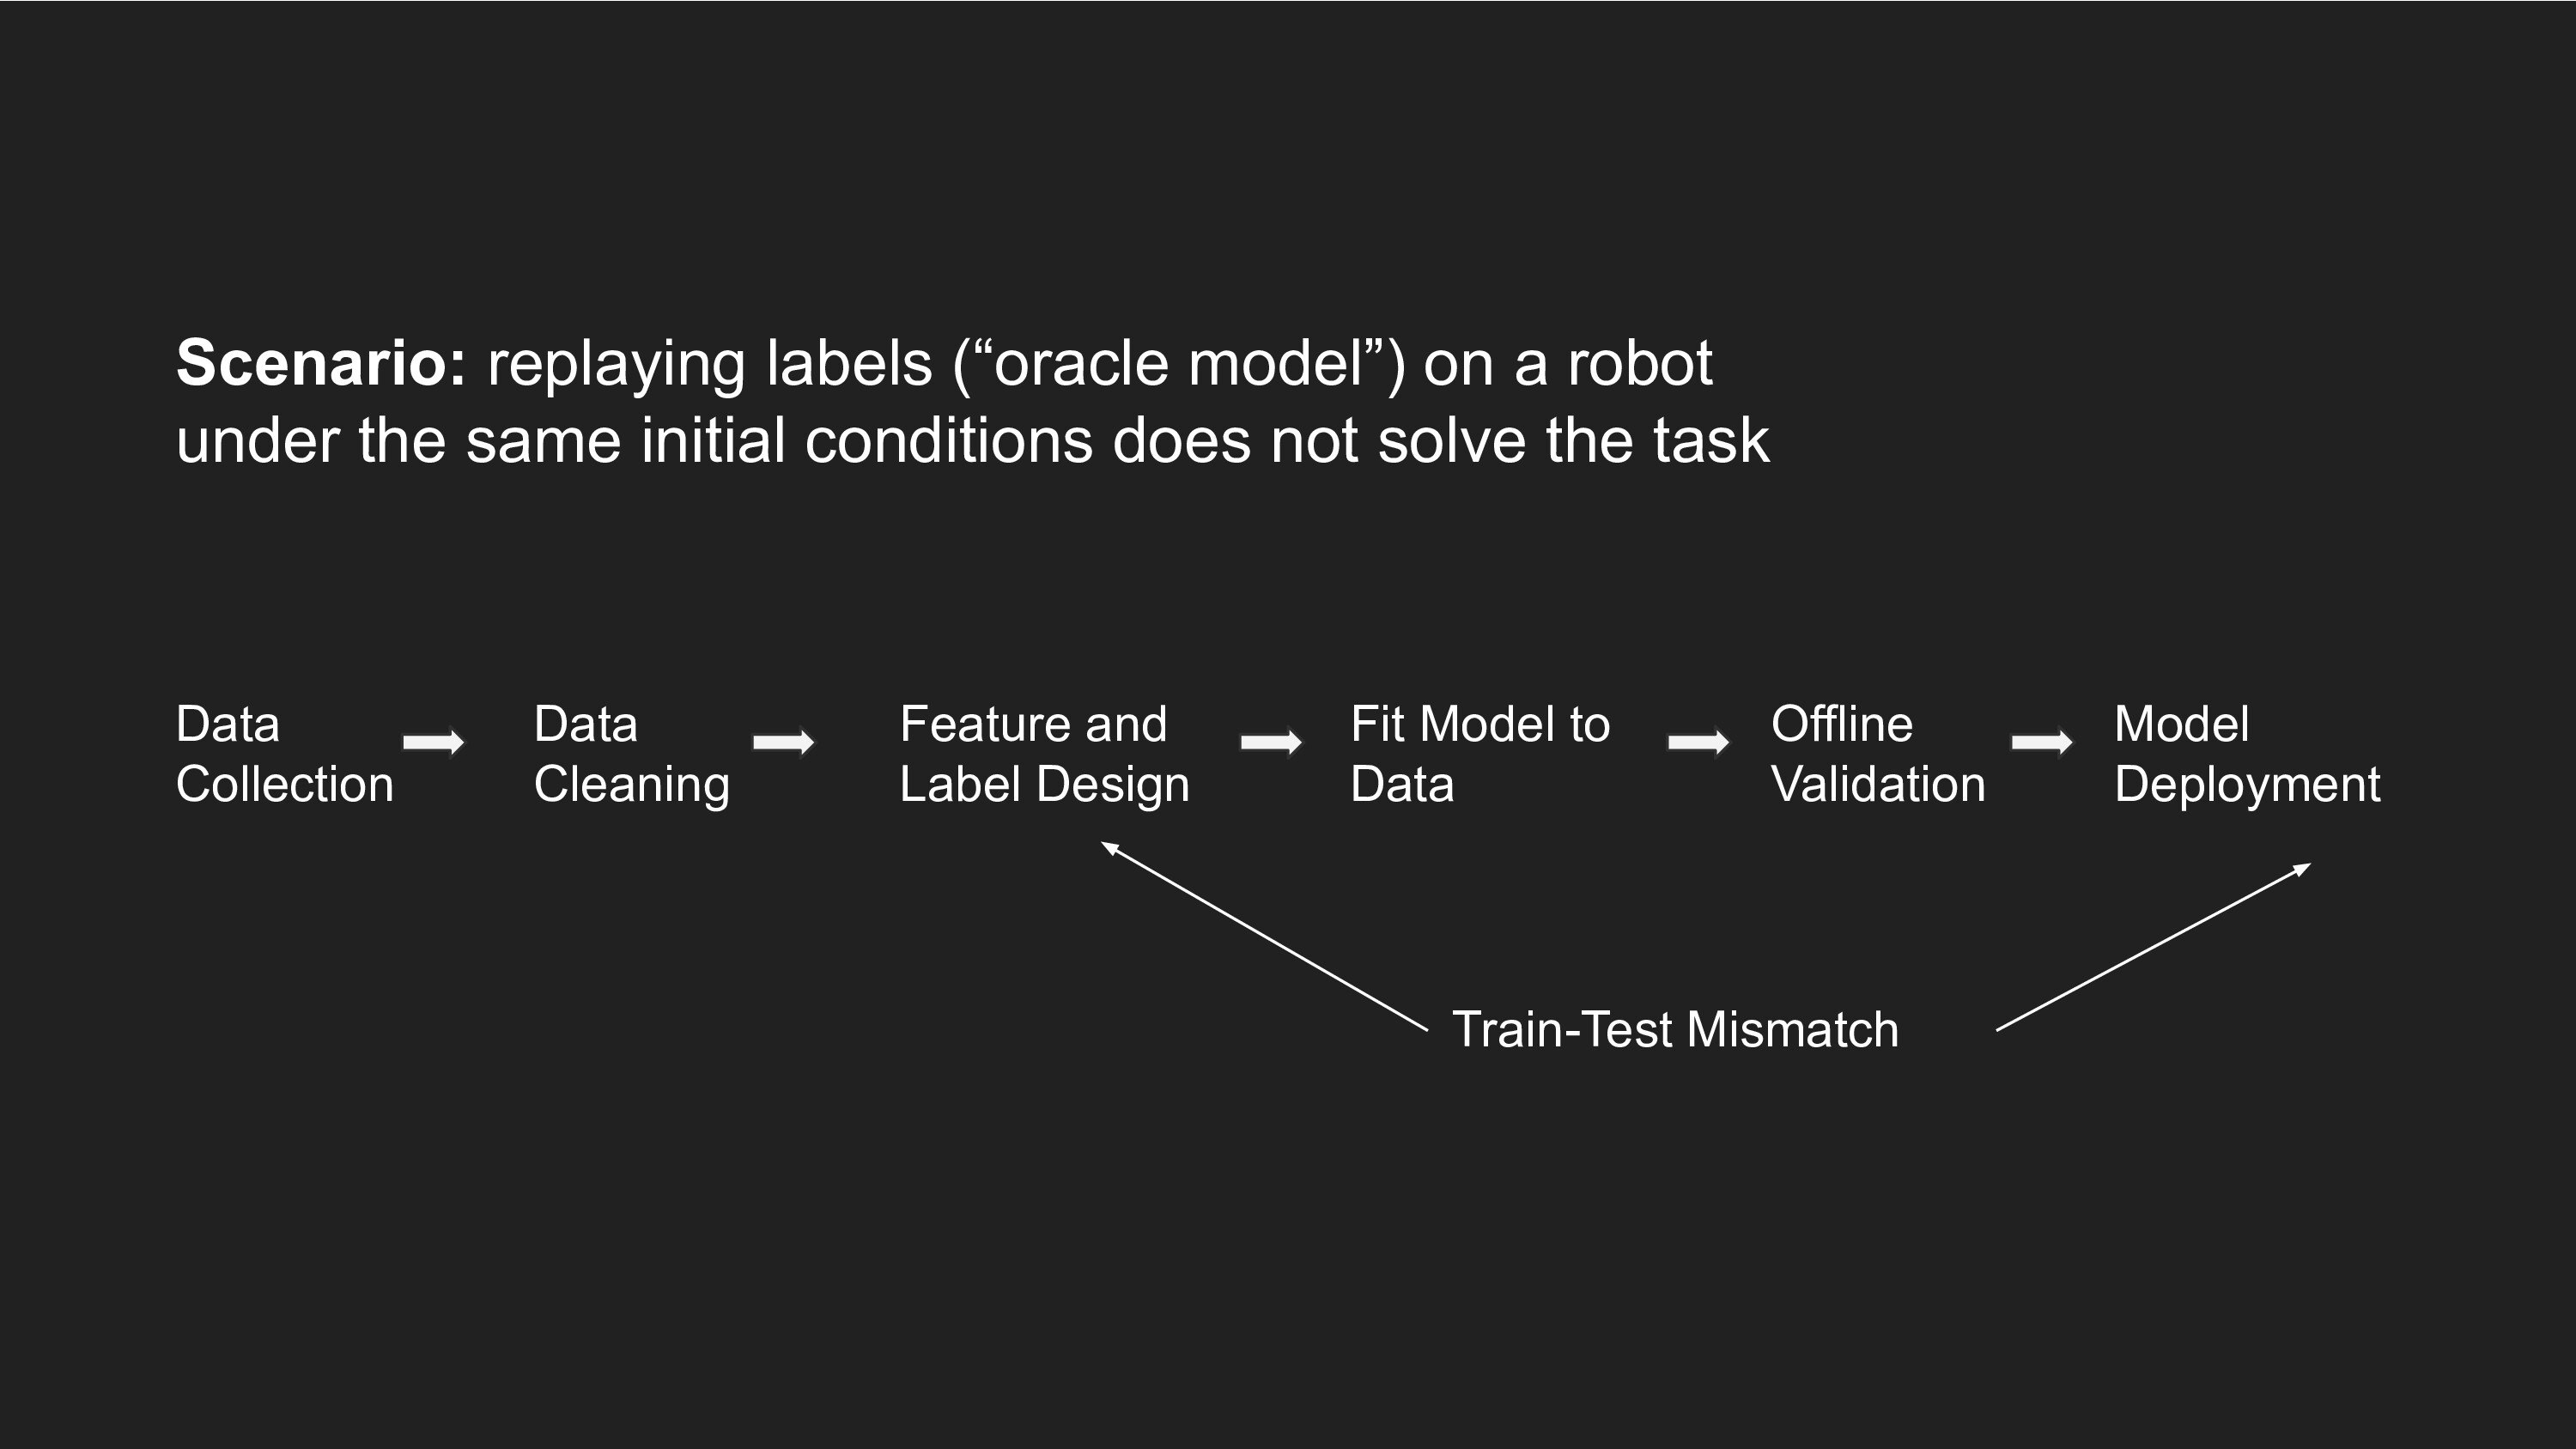 Scenario: replaying labels (“oracle model”) on a robot
under the same initial conditions does not solve the task
Data
Collection
Data
Cleaning
Feature and
Label Design
Fit Model to
Data
Offline
Validation
Model
Deployment
Train-Test Mismatch